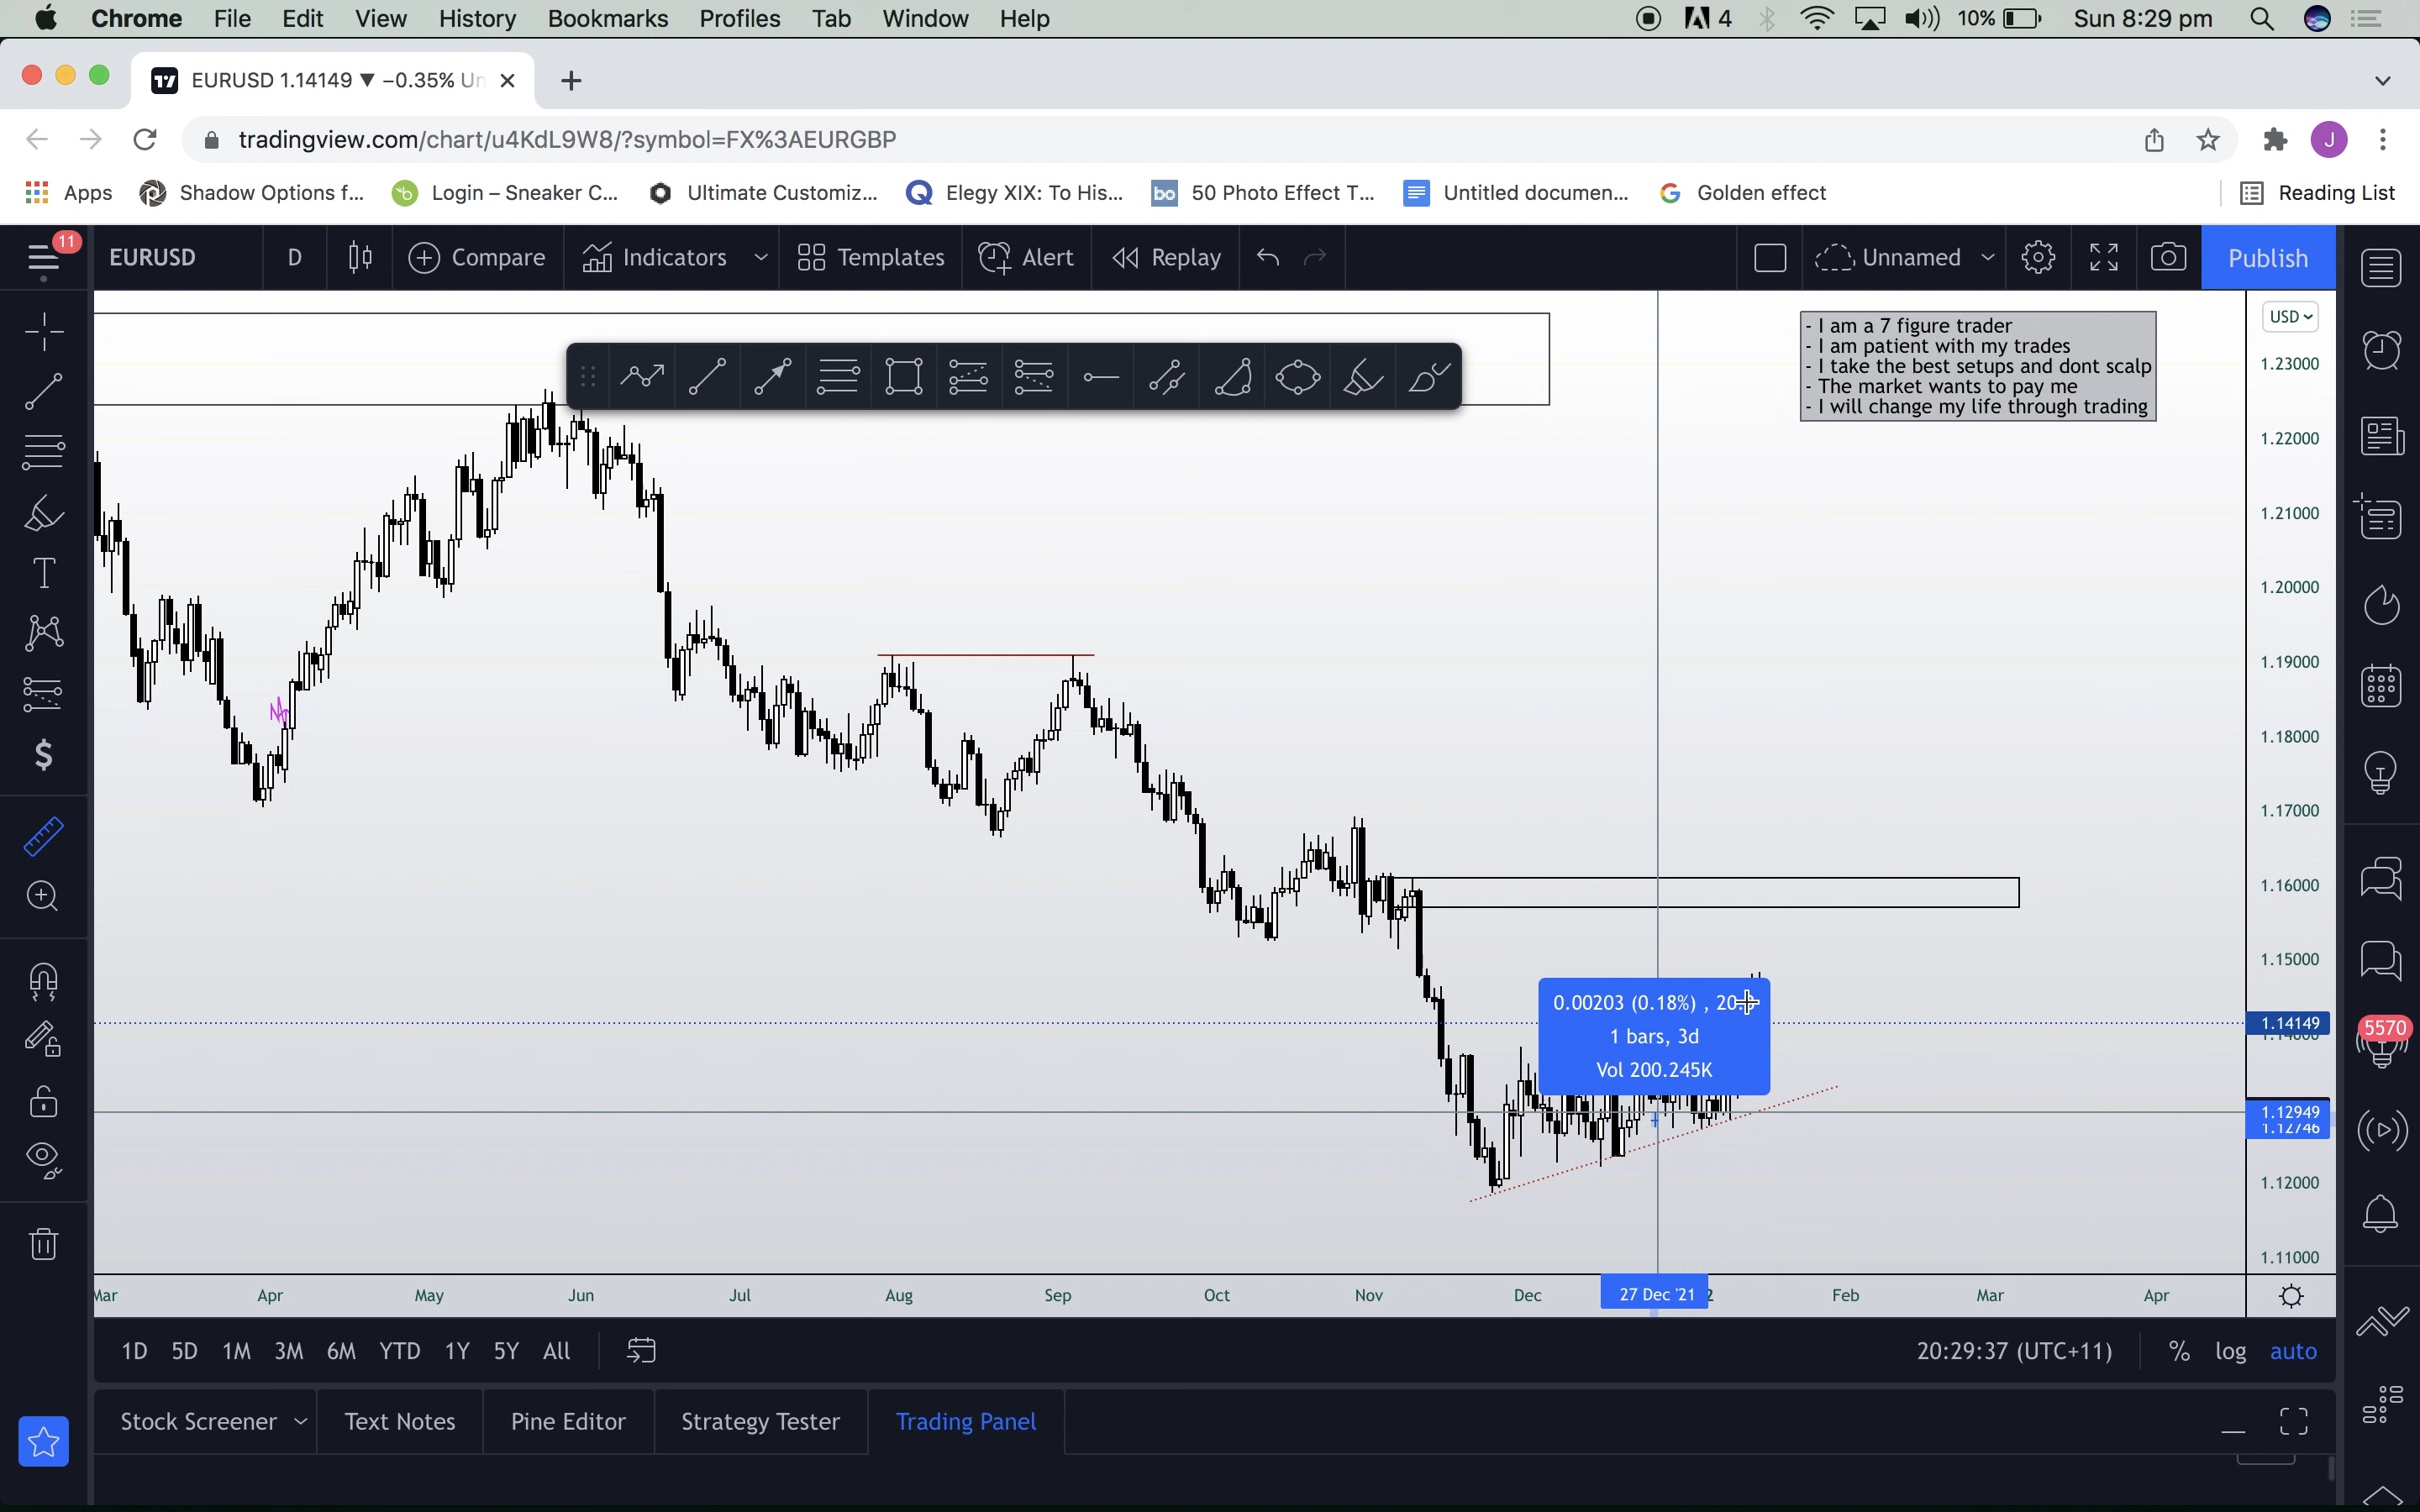 Chrome File Edit View History Bookmarks Profiles Tab Window Help 4 10% Sun 8:29 pm
EURUSD 1.14149 ▼ −0.35% Un
tradingview.com/chart/u4KdL9W8/?symbol=FX%3AEURGBP J
Apps Shadow Options f... Login – Sneaker C... Ultimate Customiz... Elegy XIX: To His... bo 50 Photo Effect T... Untitled documen... Golden effect Reading List
11 EURUSD D Compare Indicators Templates Alert Replay Unnamed Publish
USD
- I am a 7 figure trader
- I am patient with my trades
- I take the best setups and dont scalp
- The market wants to pay me
- I will change my life through trading
1.23000
1.22000
1.21000
1.20000
1.19000
1.18000
1.17000
1.16000
1.15000
0.00203 (0.18%) , 20.
1 bars, 3d
Vol 200.245K
1.14149
1.14000
5570
1.12949
1.12746
1.12000
1.11000
Mar Apr May Jun Jul Aug Sep Oct Nov Dec 27 Dec '21 2 Feb Mar Apr
1D 5D 1M 3M 6M YTD 1Y 5Y All 20:29:37 (UTC+11) % log auto
Stock Screener Text Notes Pine Editor Strategy Tester Trading Panel